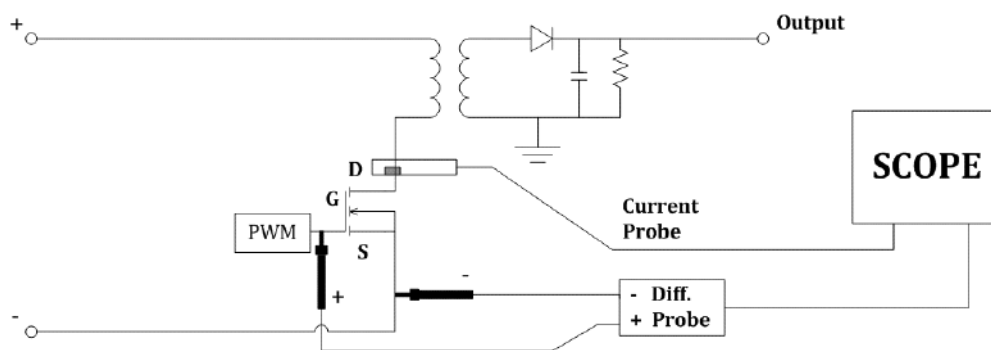 +
Output
SCOPE
D
G
Current
Probe
PWM
S
-
+
- Diff.
+ Probe
-